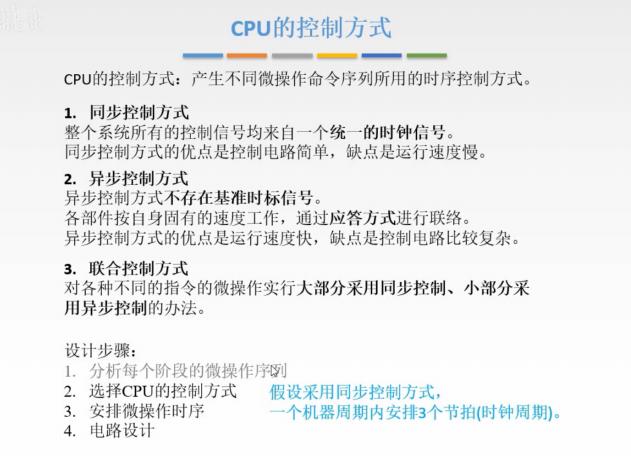 CPU的控制方式
CPU的控制方式：产生不同微操作命令序列所用的时序控制方式。
1. 同步控制方式
整个系统所有的控制信号均来自一个统一的时钟信号。
同步控制方式的优点是控制电路简单，缺点是运行速度慢。
2. 异步控制方式
异步控制方式不存在基准时标信号。
各部件按自身固有的速度工作，通过应答方式进行联络。
异步控制方式的优点是运行速度快，缺点是控制电路比较复杂。
3. 联合控制方式
对各种不同的指令的微操作实行大部分采用同步控制、小部分采
用异步控制的办法。
设计步骤：
1. 分析每个阶段的微操作序列
2. 选择CPU的控制方式 假设采用同步控制方式，
3. 安排微操作时序 一个机器周期内安排3个节拍(时钟周期)。
4. 电路设计